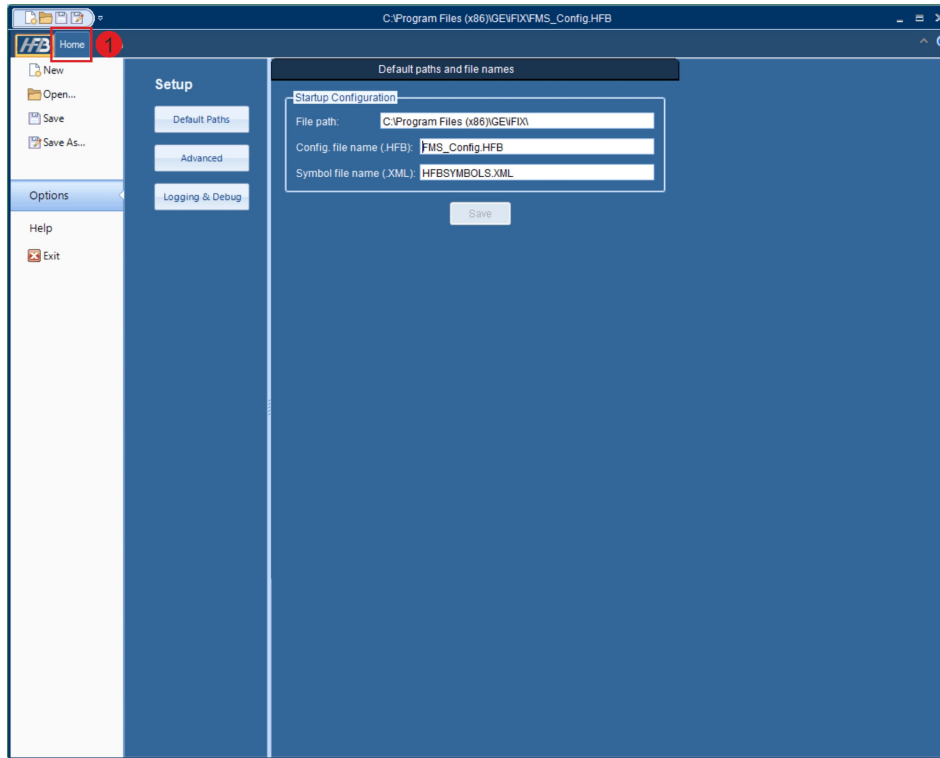 C:\Program Files (x86)\GE\iFIX\FMS_Config.HFB
HFB Home 1
New
Open...
Save
Save As...
Options
Help
Exit
Setup
Default Paths
Advanced
Logging & Debug
Default paths and file names
Startup Configuration
File path: C:\Program Files (x86)\GE\iFIX\
Config. file name (.HFB): FMS_Config.HFB
Symbol file name (.XML): HFBSYMBOLS.XML
Save